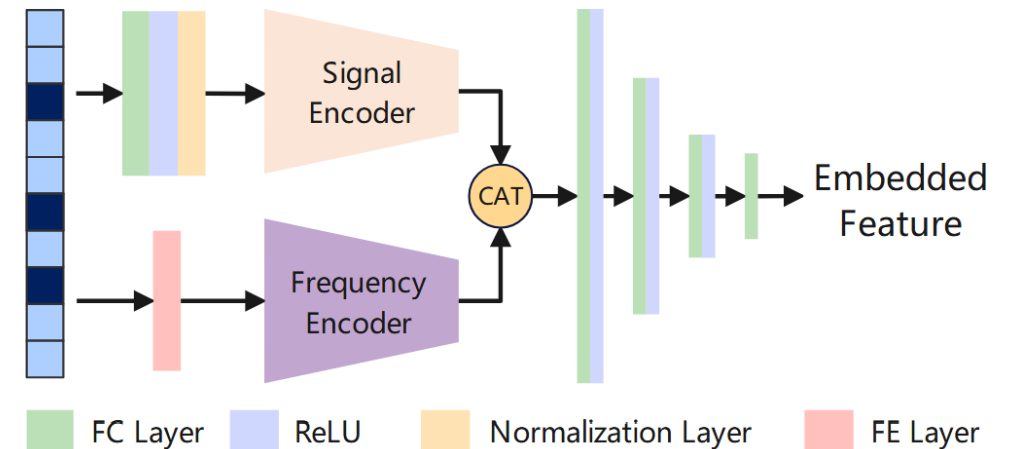 Signal
Encoder
CAT
Embedded
Feature
Frequency
Encoder
FC Layer
ReLU
Normalization Layer
FE Layer